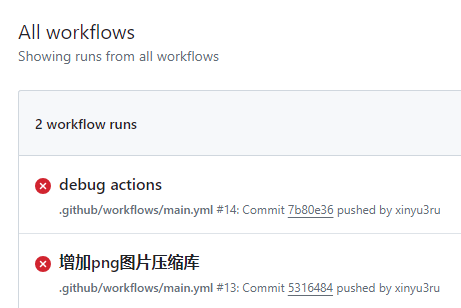 All workflows
Showing runs from all workflows
2 workflow runs
debug actions
.github/workflows/main.yml #14: Commit 7b80e36 pushed by xinyu3ru
增加png图片压缩库
.github/workflows/main.yml #13: Commit 5316484 pushed by xinyu3ru